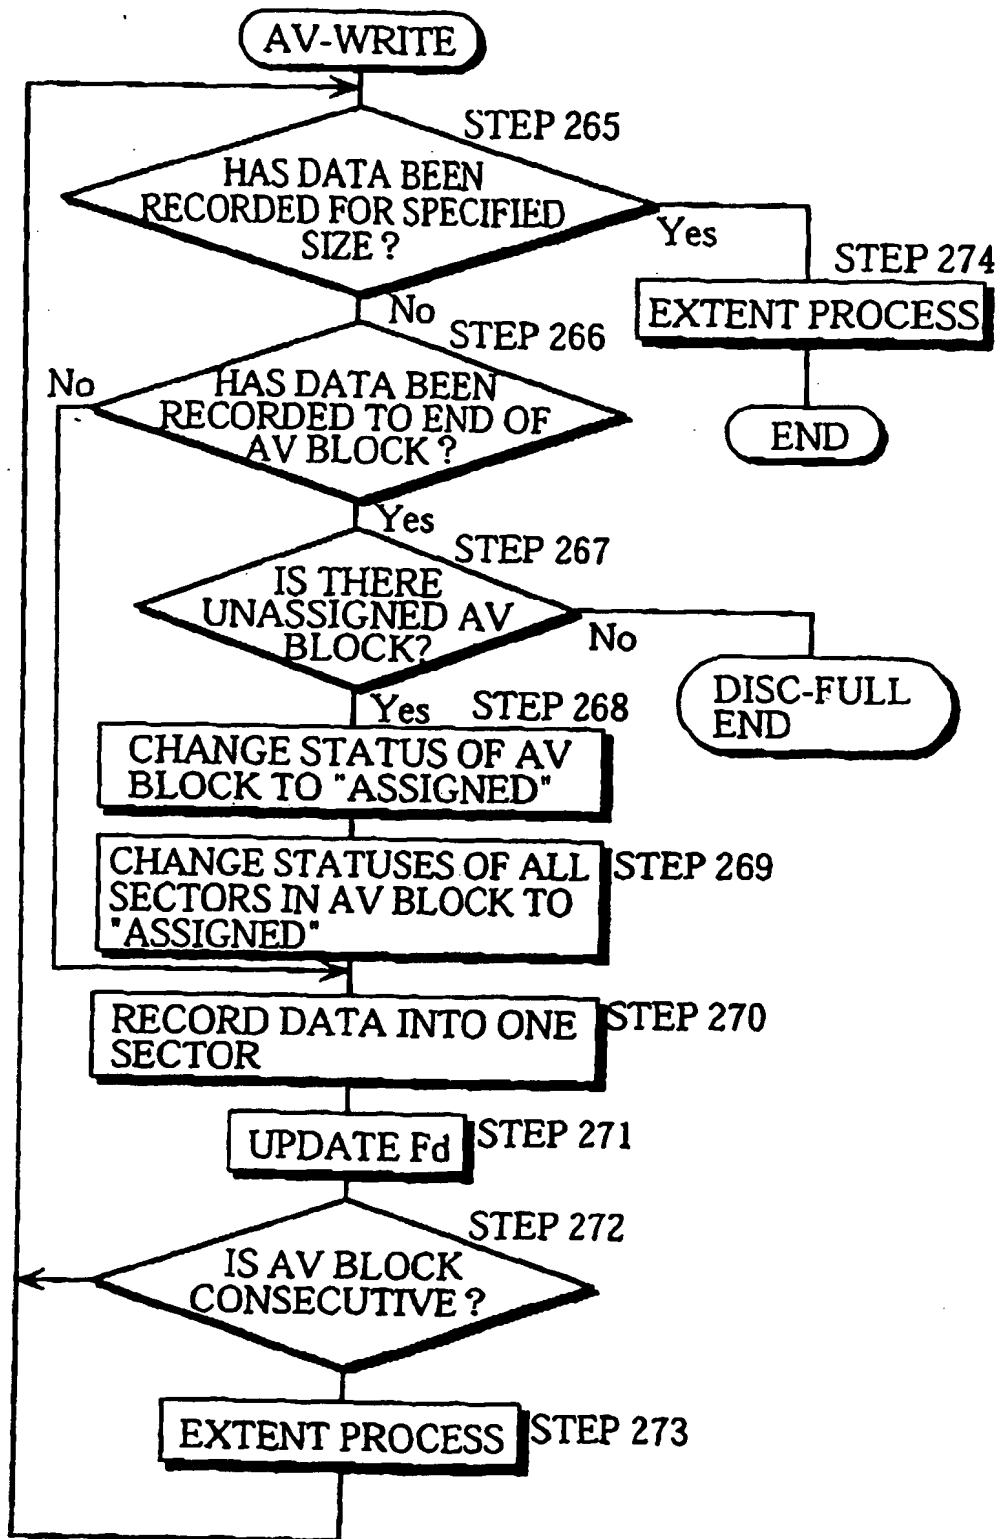 AV-WRITE
STEP 265
HAS DATA BEEN
RECORDED FOR SPECIFIED
SIZE ?
Yes
STEP 274
EXTENT PROCESS
END
No
STEP 266
No
HAS DATA BEEN
RECORDED TO END OF
AV BLOCK ?
Yes
STEP 267
IS THERE
UNASSIGNED AV
BLOCK?
No
DISC-FULL
END
Yes
STEP 268
CHANGE STATUS OF AV
BLOCK TO "ASSIGNED"
CHANGE STATUSES OF ALL
SECTORS IN AV BLOCK TO
"ASSIGNED"
STEP 269
RECORD DATA INTO ONE
SECTOR
STEP 270
UPDATE Fd
STEP 271
STEP 272
IS AV BLOCK
CONSECUTIVE ?
EXTENT PROCESS
STEP 273